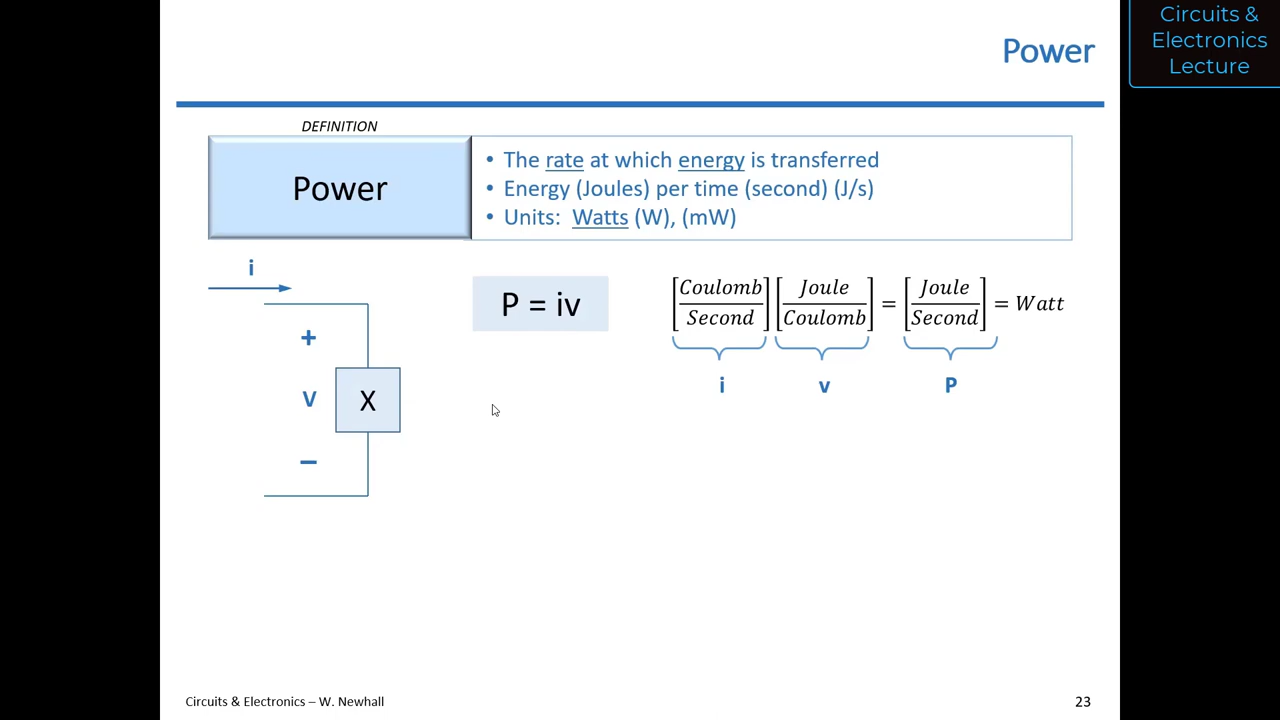 Circuits &
Electronics
Lecture
Power
DEFINITION
Power
• The rate at which energy is transferred
• Energy (Joules) per time (second) (J/s)
• Units: Watts (W), (mW)
i
+
v
–
X
P = iv
[Coulomb/Second] [Joule/Coulomb] = [Joule/Second] = Watt
i v P
Circuits & Electronics – W. Newhall
23